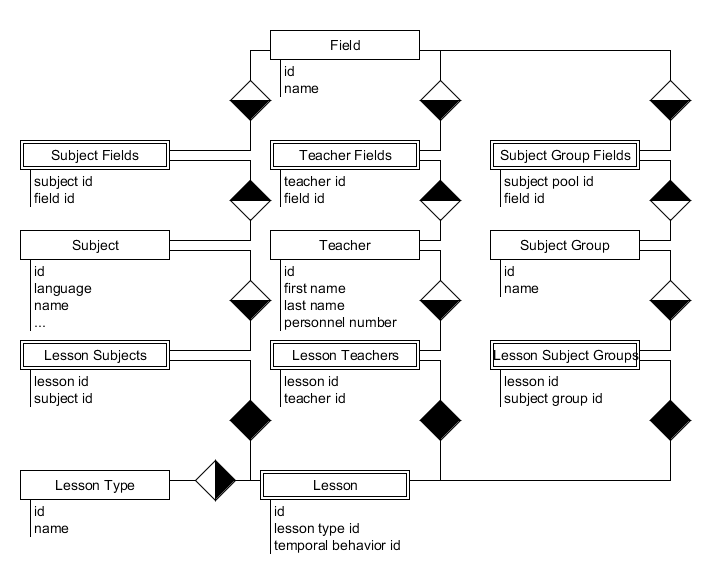 Field
id
name
Subject Fields
subject id
field id
Teacher Fields
teacher id
field id
Subject Group Fields
subject pool id
field id
Subject
id
language
name
...
Teacher
id
first name
last name
personnel number
Subject Group
id
name
Lesson Subjects
lesson id
subject id
Lesson Teachers
lesson id
teacher id
Lesson Subject Groups
lesson id
subject group id
Lesson Type
id
name
Lesson
id
lesson type id
temporal behavior id